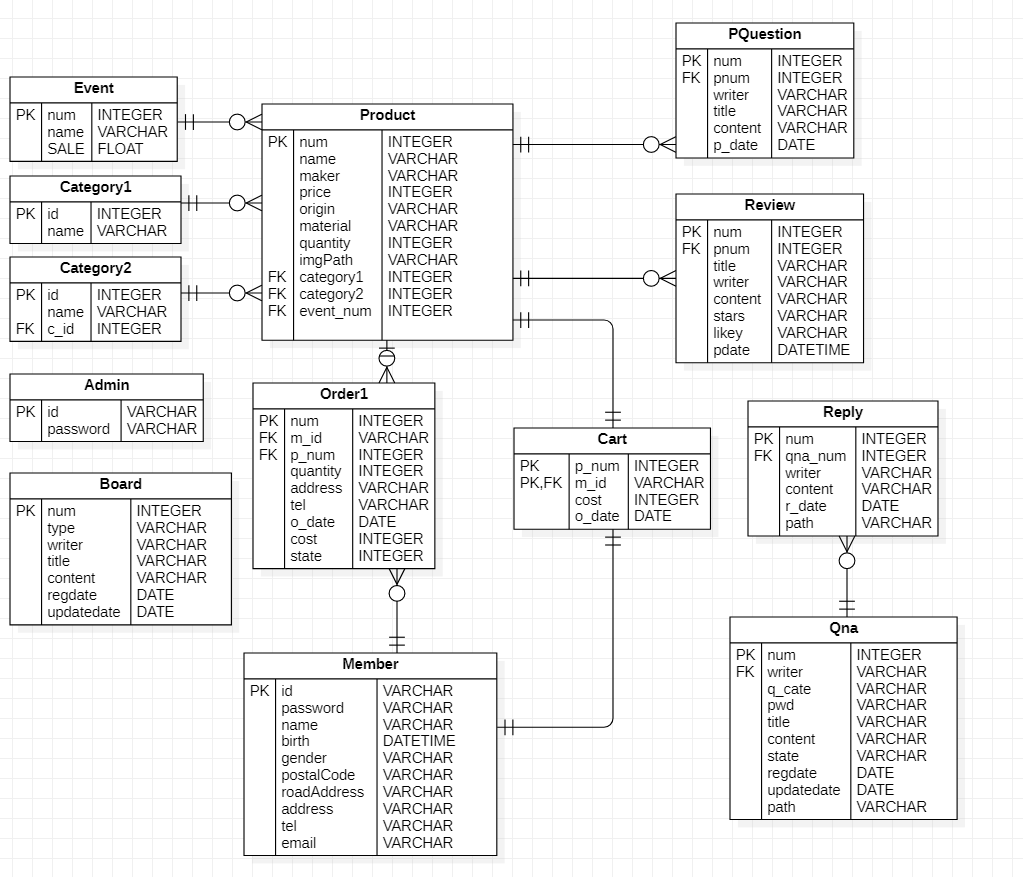 Event
PK num INTEGER
name VARCHAR
SALE FLOAT
Category1
PK id INTEGER
name VARCHAR
Category2
PK id INTEGER
name VARCHAR
FK c_id INTEGER
Admin
PK id VARCHAR
password VARCHAR
Board
PK num INTEGER
type VARCHAR
writer VARCHAR
title VARCHAR
content VARCHAR
regdate DATE
updatedate DATE
Product
PK num INTEGER
name VARCHAR
maker VARCHAR
price INTEGER
origin VARCHAR
material VARCHAR
quantity INTEGER
imgPath VARCHAR
FK category1 INTEGER
FK category2 INTEGER
FK event_num INTEGER
Order1
PK num INTEGER
FK m_id VARCHAR
FK p_num INTEGER
quantity INTEGER
address VARCHAR
tel VARCHAR
o_date DATE
cost INTEGER
state INTEGER
Member
PK id VARCHAR
password VARCHAR
name VARCHAR
birth DATETIME
gender VARCHAR
postalCode VARCHAR
roadAddress VARCHAR
address VARCHAR
tel VARCHAR
email VARCHAR
Cart
PK p_num INTEGER
PK,FK m_id VARCHAR
cost INTEGER
o_date DATE
PQuestion
PK num INTEGER
FK pnum INTEGER
writer VARCHAR
title VARCHAR
content VARCHAR
p_date DATE
Review
PK num INTEGER
FK pnum INTEGER
title VARCHAR
writer VARCHAR
content VARCHAR
stars VARCHAR
likey VARCHAR
pdate DATETIME
Reply
PK num INTEGER
FK qna_num INTEGER
writer VARCHAR
content VARCHAR
r_date DATE
path VARCHAR
Qna
PK num INTEGER
FK writer VARCHAR
q_cate VARCHAR
pwd VARCHAR
title VARCHAR
content VARCHAR
state VARCHAR
regdate DATE
updatedate DATE
path VARCHAR